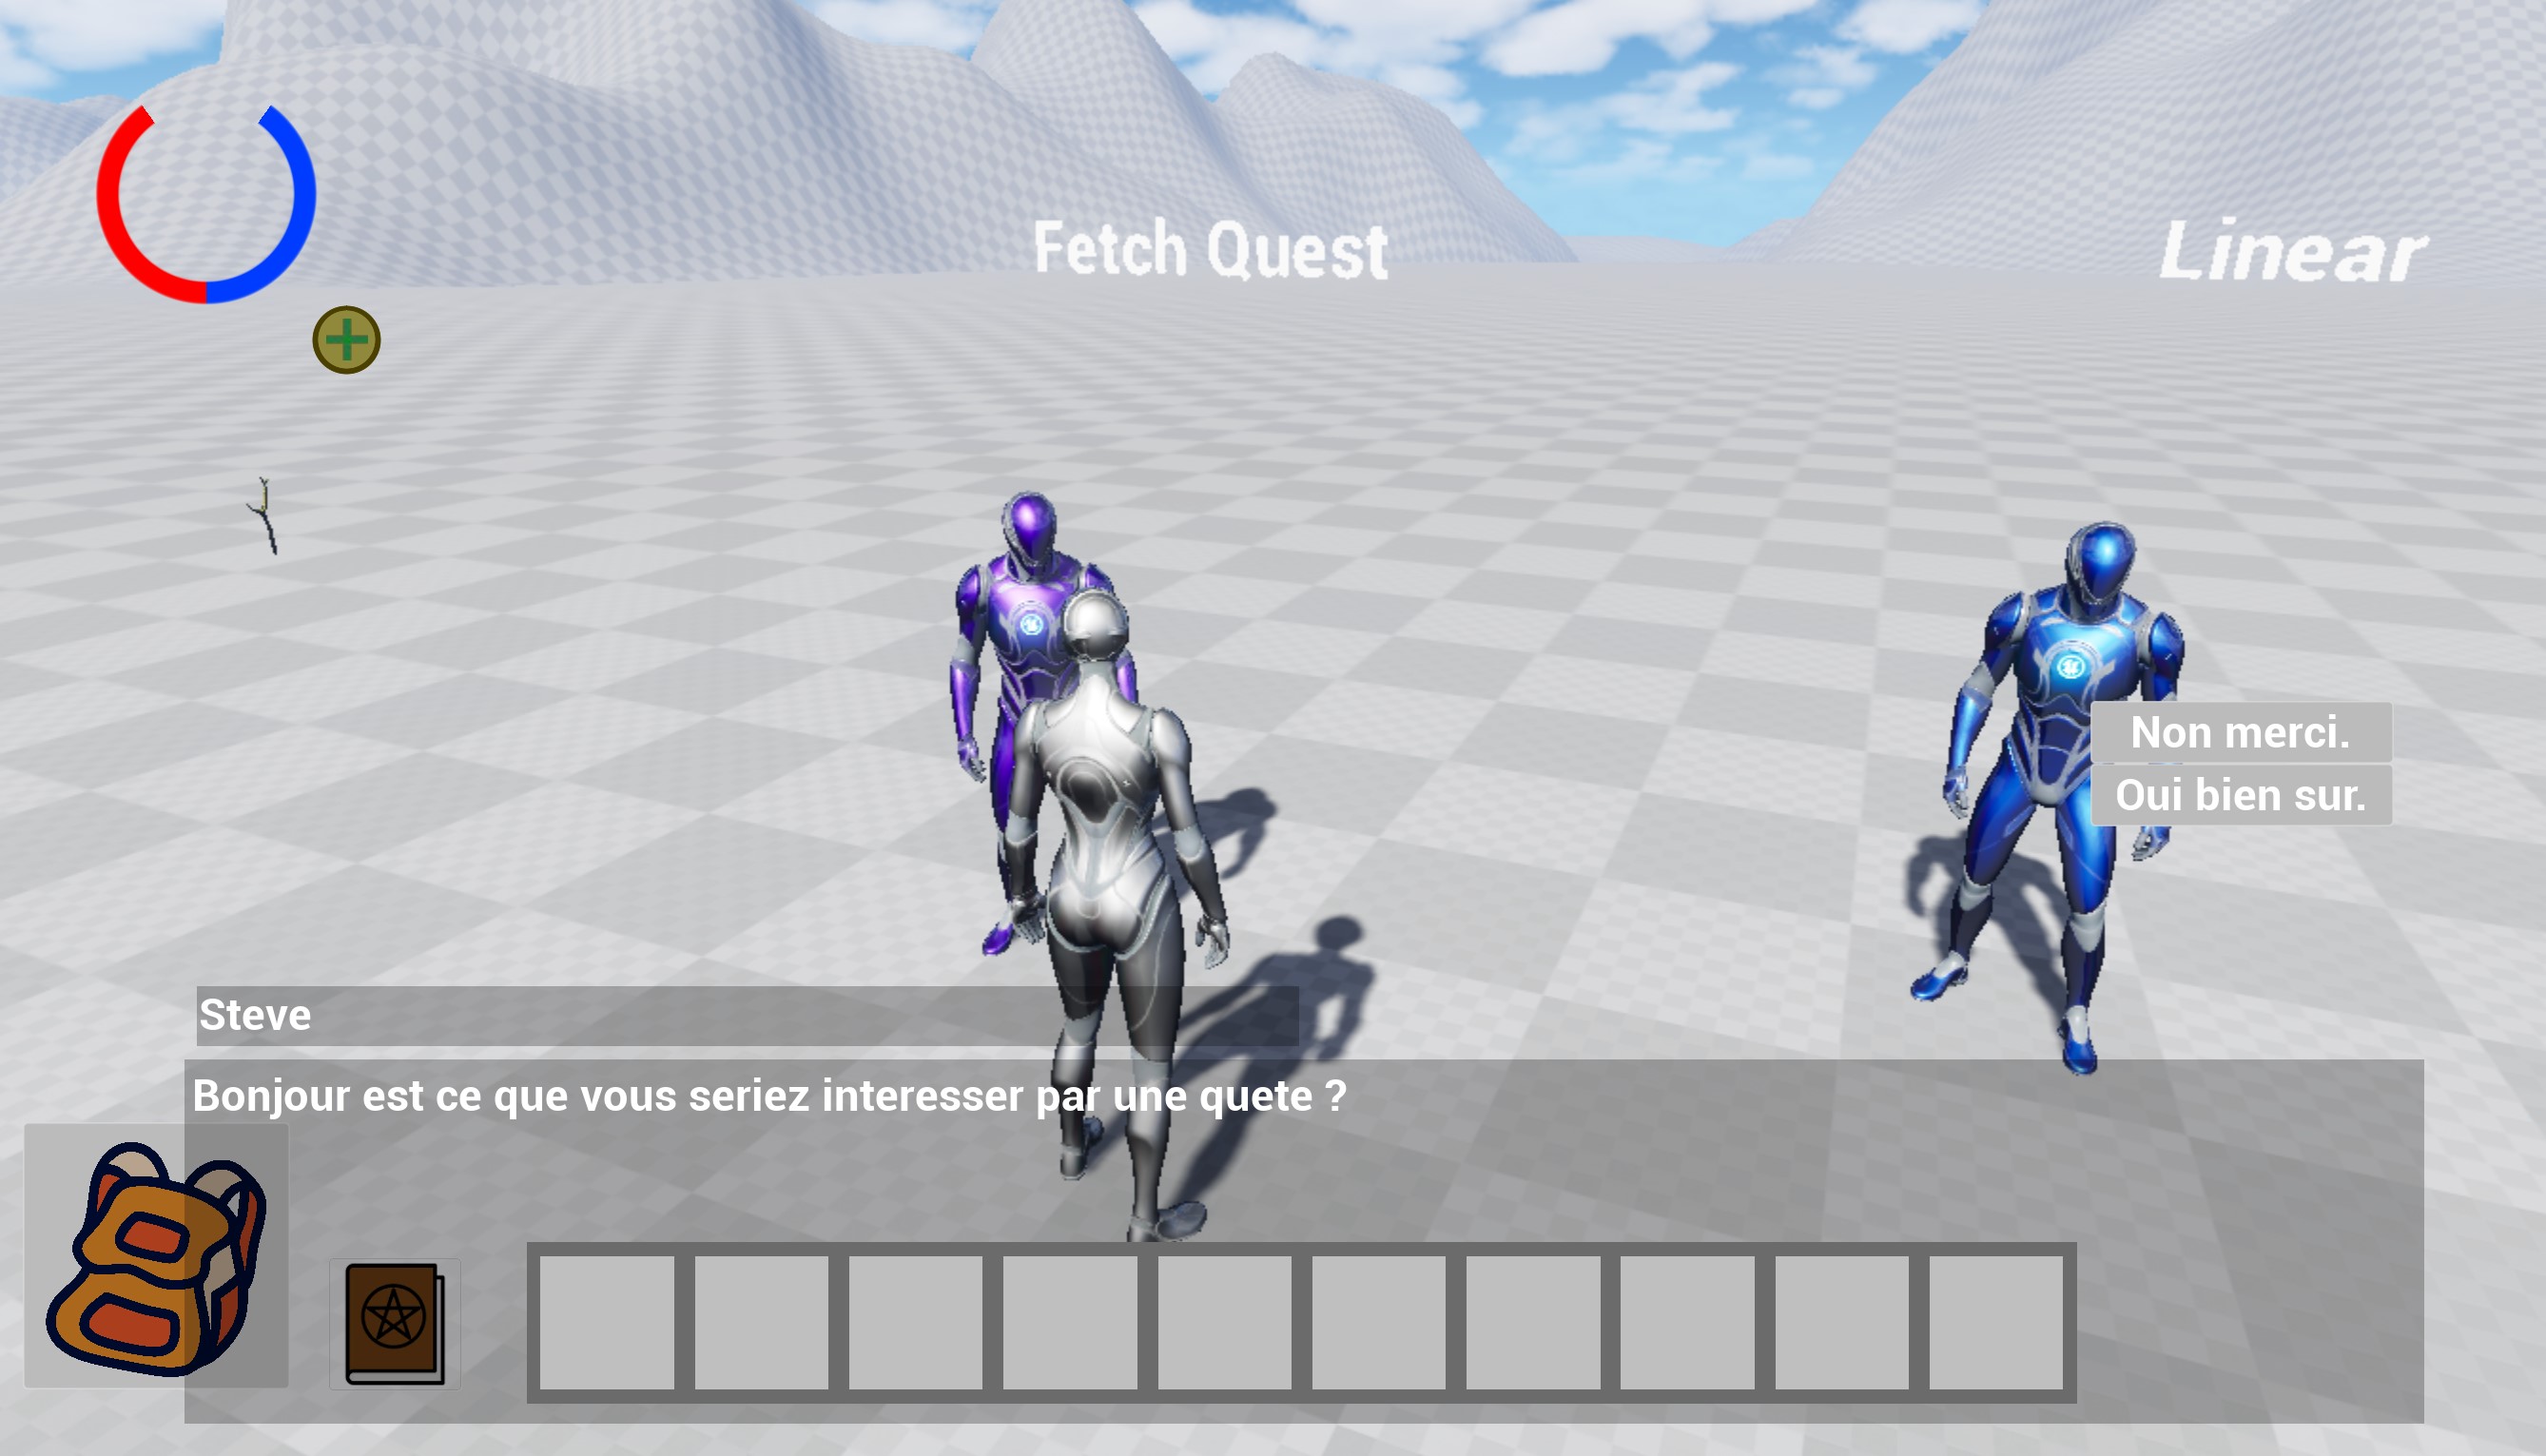 Fetch Quest
Linear
Non merci.
Oui bien sur.
Steve
Bonjour est ce que vous seriez interesser par une quete ?